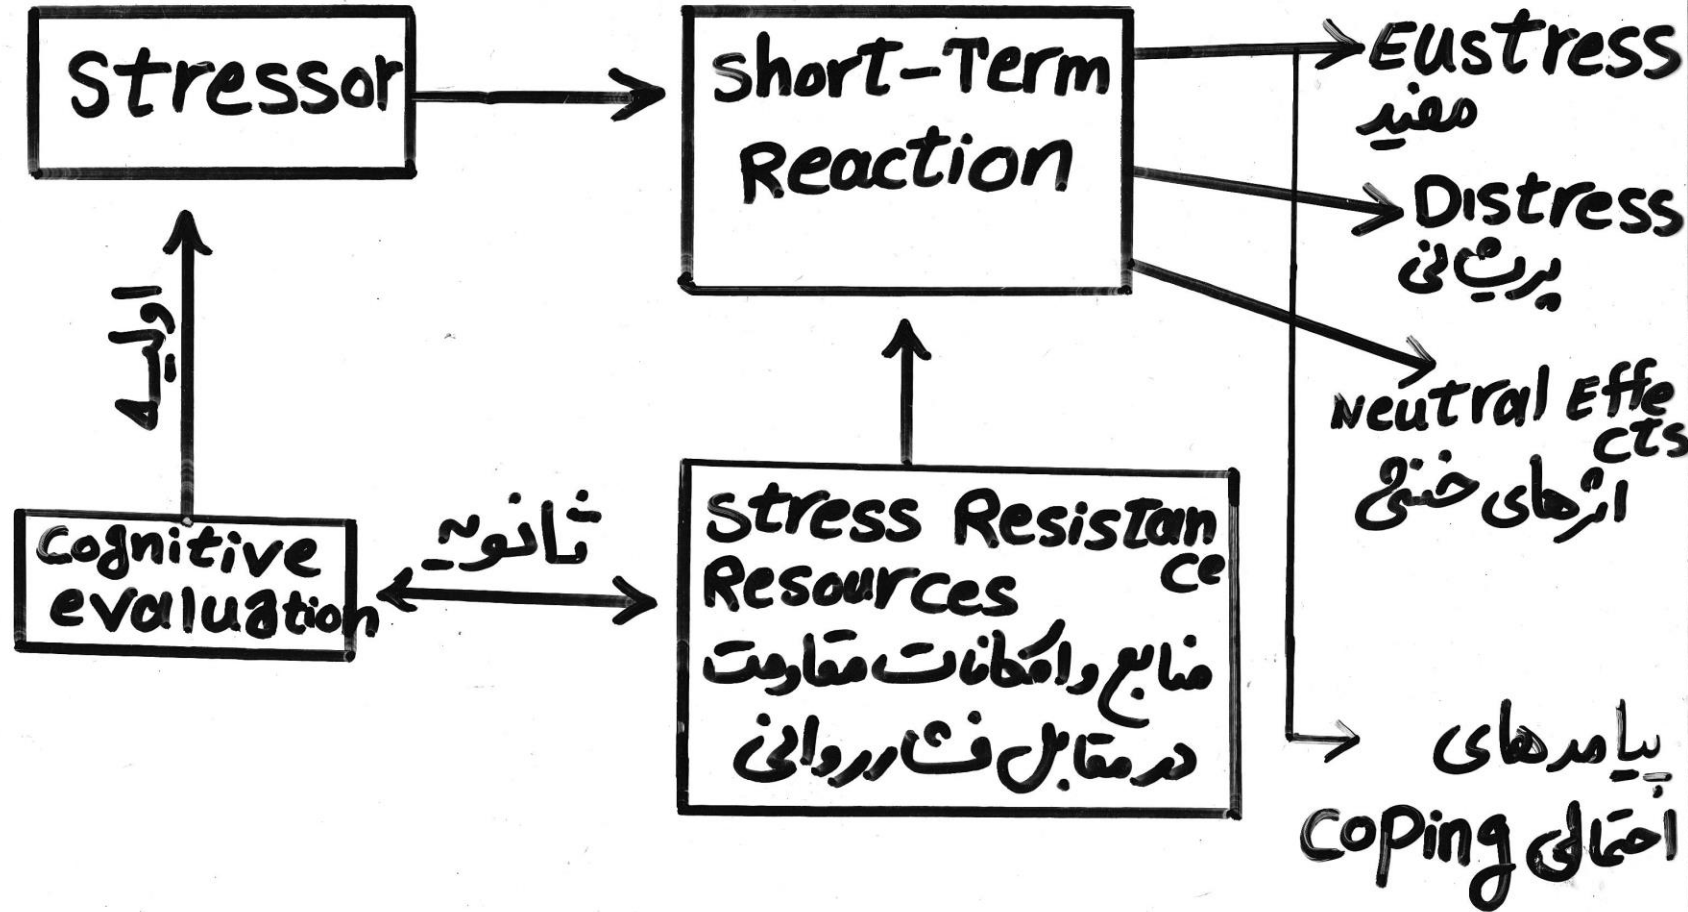 Stressor
Short-Term
Reaction
Eustress
مفید
Distress
پریشانی
Neutral Effe
cts
اثرهای خنثی
اولیه
Cognitive
evaluation
ثانویه
Stress Resistan
ce
Resources
منابع و امکانات مقاومت
در مقابل فشار روانی
پیامدهای
احتمالی Coping